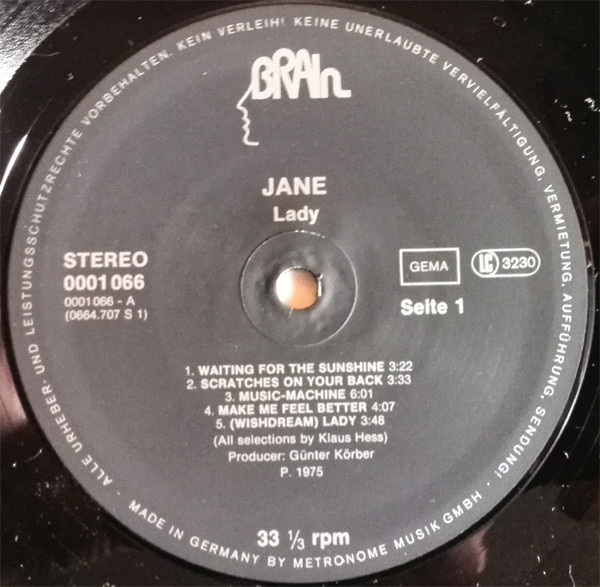 ALLE URHEBER- UND LEISTUNGSSCHUTZRECHTE VORBEHALTEN. KEIN VERLEIH! KEINE UNERLAUBTE VERVIELFÄLTIGUNG, VERMIETUNG, AUFFÜHRUNG, SENDUNG!
BRAIn
JANE
Lady
STEREO
0001 066
0001 066 - A
(0664.707 S 1)
GEMA
LC 3230
Seite 1
1. WAITING FOR THE SUNSHINE 3:22
2. SCRATCHES ON YOUR BACK 3:33
3. MUSIC-MACHINE 6:01
4. MAKE ME FEEL BETTER 4:07
5. (WISHDREAM) LADY 3:48
(All selections by Klaus Hess)
Producer: Günter Körber
P. 1975
33 ⅓ rpm
· MADE IN GERMANY BY METRONOME MUSIK GMBH ·